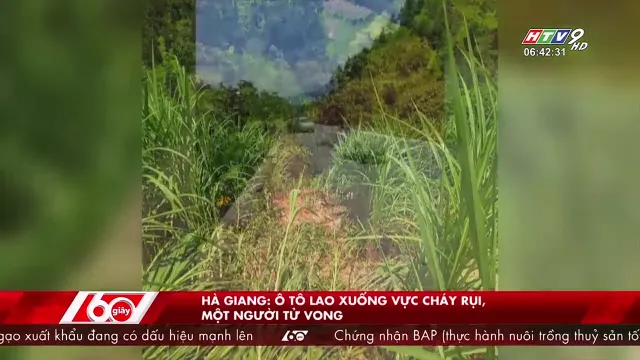 HTV9 HD
06:42:31
60 giây
HÀ GIANG: Ô TÔ LAO XUỐNG VỰC CHÁY RỤI,
MỘT NGƯỜI TỬ VONG
gạo xuất khẩu đang có dấu hiệu mạnh lên 60 Chứng nhận BAP (thực hành nuôi trồng thuỷ sản tố